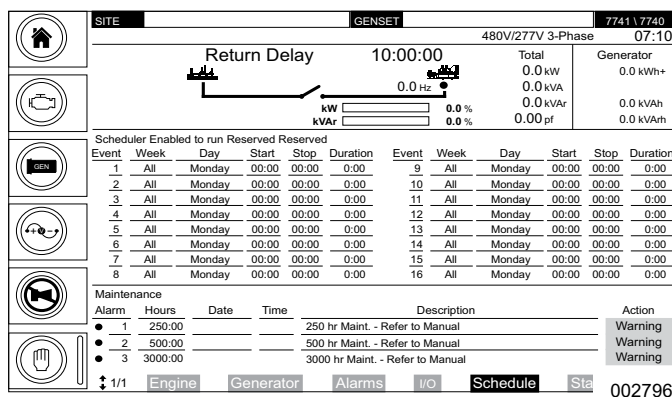 SITE GENSET 7741 \ 7740
480V/277V 3-Phase 07:10
Return Delay 10:00:00 Total Generator
0.0 kW 0.0 kWh+
0.0 Hz 0.0 kVA
kW 0.0 % 0.0 kVAr 0.0 kVAh
kVAr 0.0 % 0.00 pf 0.0 kVArh
Scheduler Enabled to run Reserved Reserved
Event Week Day Start Stop Duration Event Week Day Start Stop Duration
1 All Monday 00:00 00:00 0:00 9 All Monday 00:00 00:00 0:00
2 All Monday 00:00 00:00 0:00 10 All Monday 00:00 00:00 0:00
GEN
3 All Monday 00:00 00:00 0:00 11 All Monday 00:00 00:00 0:00
4 All Monday 00:00 00:00 0:00 12 All Monday 00:00 00:00 0:00
5 All Monday 00:00 00:00 0:00 13 All Monday 00:00 00:00 0:00
6 All Monday 00:00 00:00 0:00 14 All Monday 00:00 00:00 0:00
7 All Monday 00:00 00:00 0:00 15 All Monday 00:00 00:00 0:00
8 All Monday 00:00 00:00 0:00 16 All Monday 00:00 00:00 0:00
Maintenance
Alarm Hours Date Time Description Action
1 250:00 250 hr Maint. - Refer to Manual Warning
2 500:00 500 hr Maint. - Refer to Manual Warning
3 3000:00 3000 hr Maint. - Refer to Manual Warning
1/1 Engine Generator Alarms I/O Schedule Sta
002796